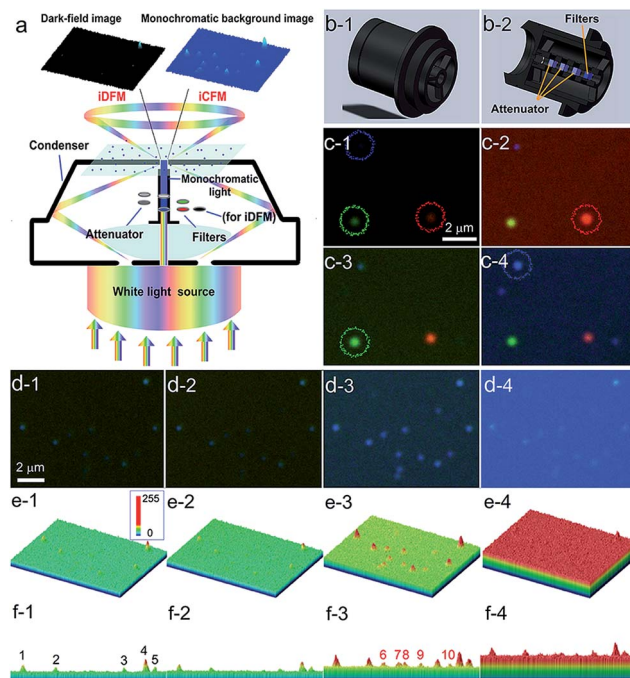 a
Dark-field image
Monochromatic background image
iDFM
iCFM
Condenser
Monochromatic
light
Attenuator
(for iDFM)
Filters
White light source
b-1
b-2
Filters
Attenuator
c-1
2 μm
c-2
c-3
c-4
d-1
2 μm
d-2
d-3
d-4
e-1
255
0
e-2
e-3
e-4
f-1
1 2 3 4 5
f-2
f-3
6 7 8 9 10
f-4